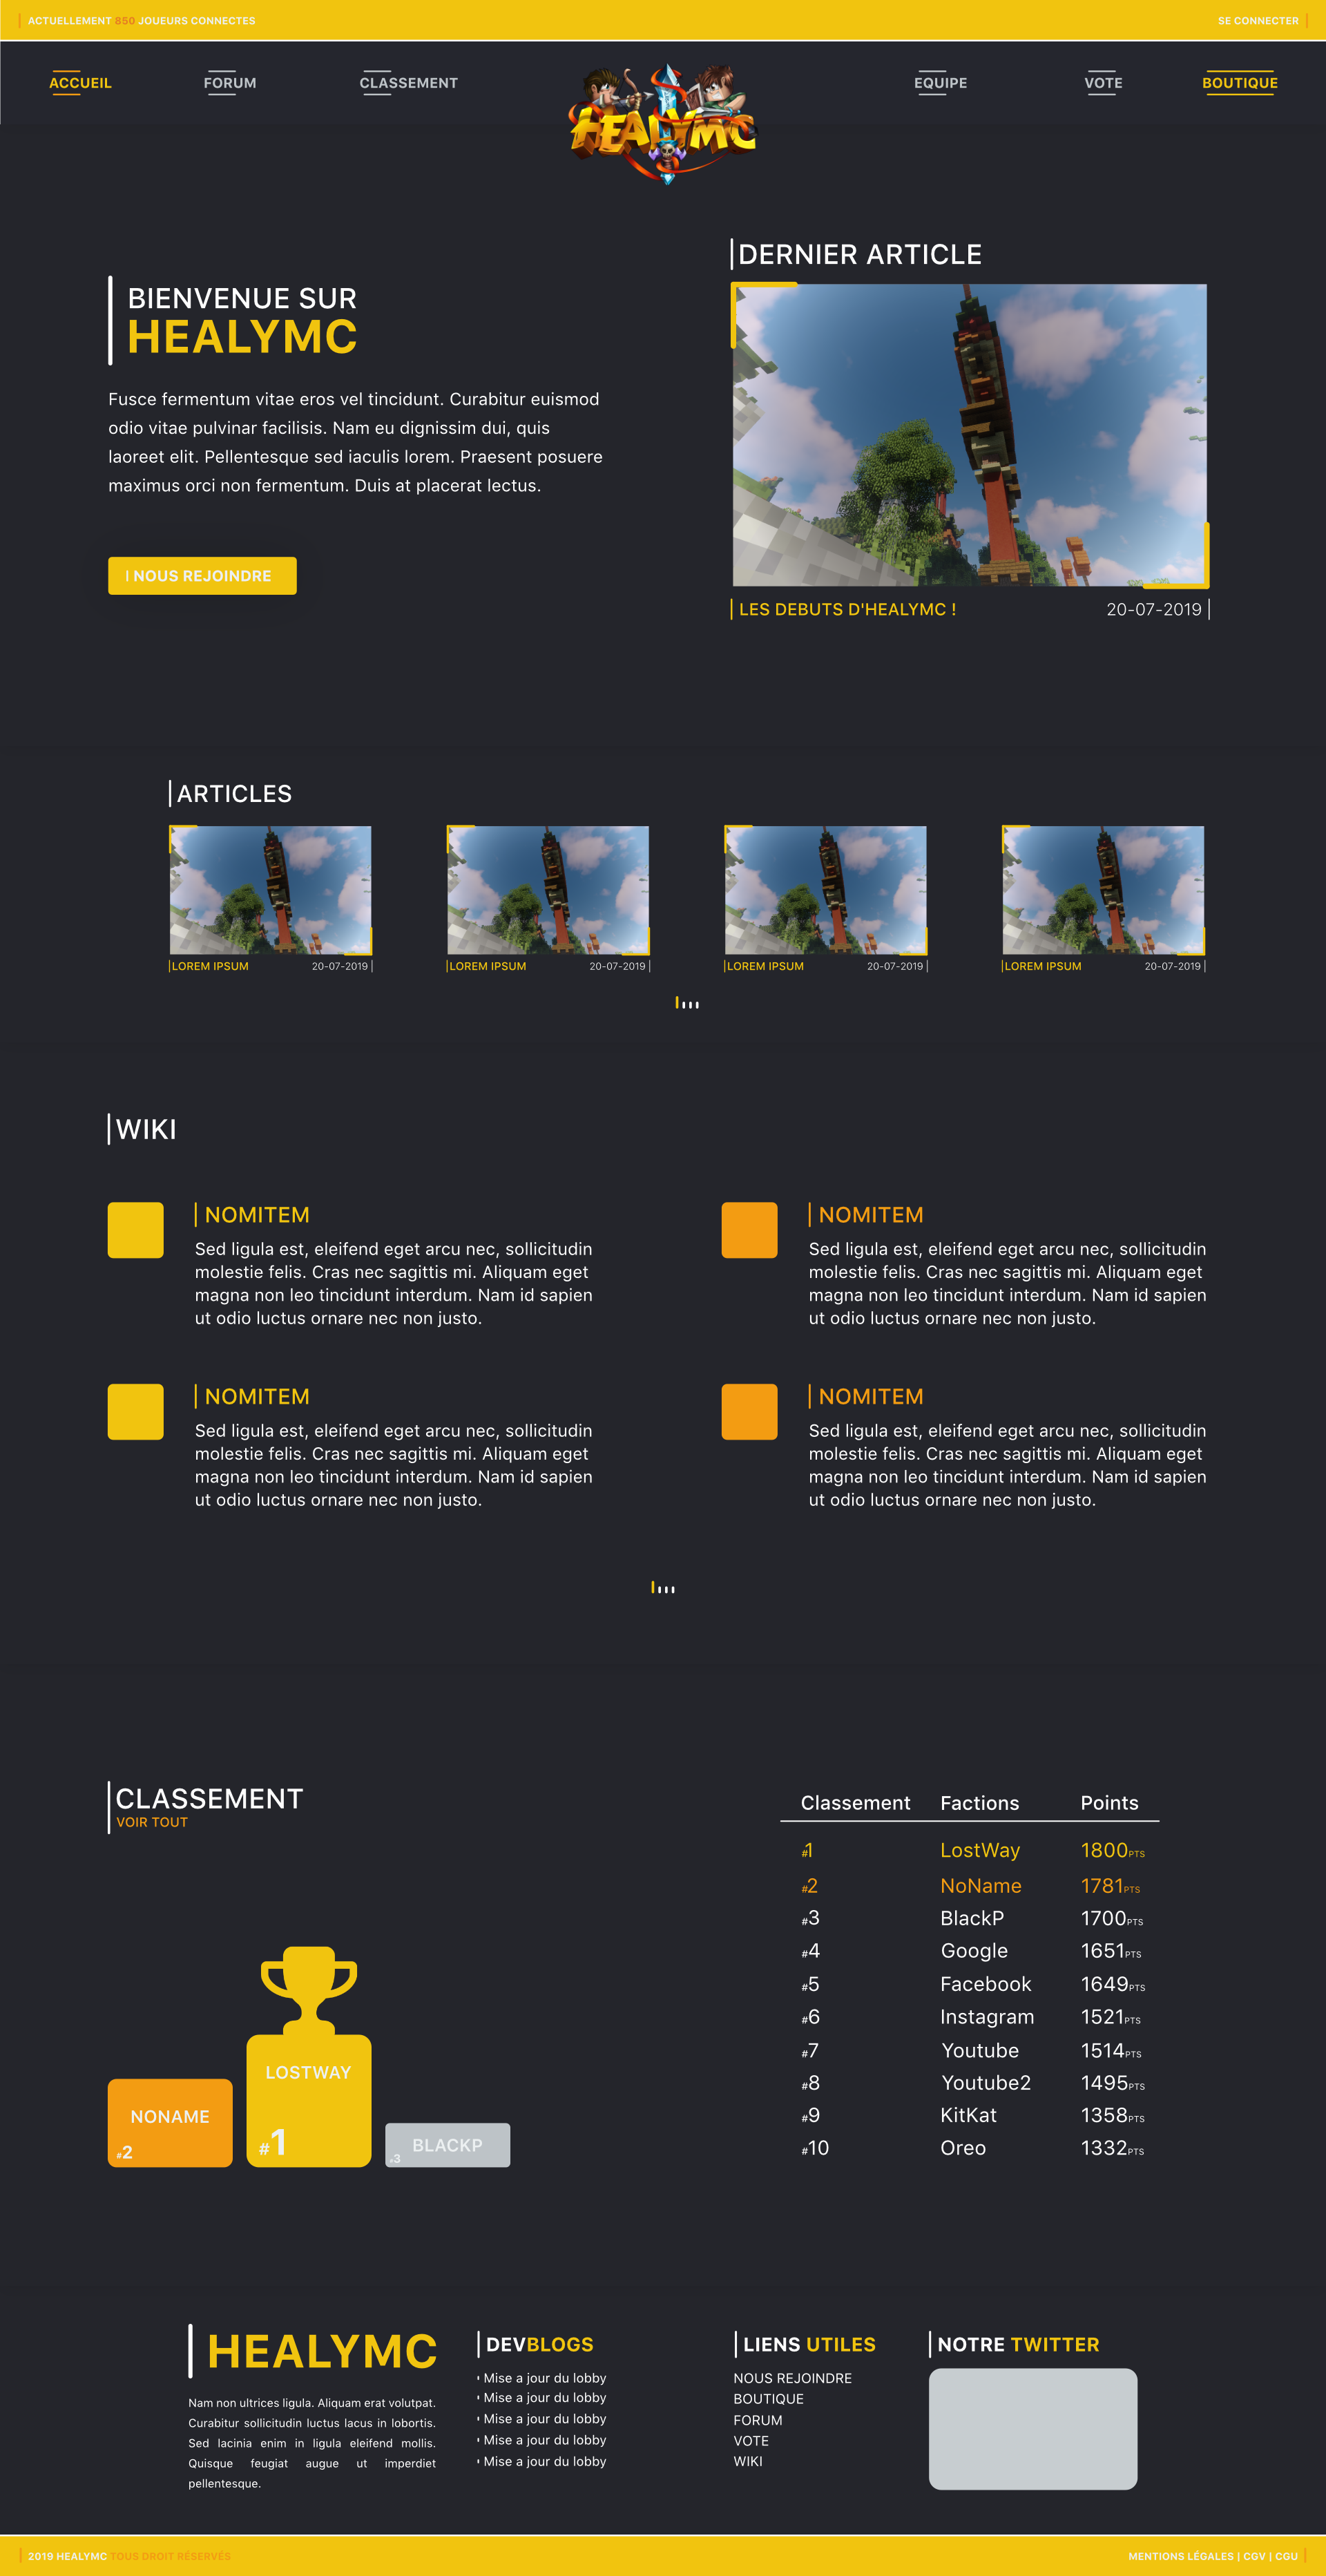 ACTUELLEMENT 850 JOUEURS CONNECTES
SE CONNECTER
ACCUEIL
FORUM
CLASSEMENT
HEALYMC
EQUIPE
VOTE
BOUTIQUE
BIENVENUE SUR
HEALYMC
Fusce fermentum vitae eros vel tincidunt. Curabitur euismod
odio vitae pulvinar facilisis. Nam eu dignissim dui, quis
laoreet elit. Pellentesque sed iaculis lorem. Praesent posuere
maximus orci non fermentum. Duis at placerat lectus.
NOUS REJOINDRE
DERNIER ARTICLE
LES DEBUTS D'HEALYMC !
20-07-2019
ARTICLES
LOREM IPSUM 20-07-2019
LOREM IPSUM 20-07-2019
LOREM IPSUM 20-07-2019
LOREM IPSUM 20-07-2019
WIKI
NOMITEM
Sed ligula est, eleifend eget arcu nec, sollicitudin
molestie felis. Cras nec sagittis mi. Aliquam eget
magna non leo tincidunt interdum. Nam id sapien
ut odio luctus ornare nec non justo.
NOMITEM
Sed ligula est, eleifend eget arcu nec, sollicitudin
molestie felis. Cras nec sagittis mi. Aliquam eget
magna non leo tincidunt interdum. Nam id sapien
ut odio luctus ornare nec non justo.
NOMITEM
Sed ligula est, eleifend eget arcu nec, sollicitudin
molestie felis. Cras nec sagittis mi. Aliquam eget
magna non leo tincidunt interdum. Nam id sapien
ut odio luctus ornare nec non justo.
NOMITEM
Sed ligula est, eleifend eget arcu nec, sollicitudin
molestie felis. Cras nec sagittis mi. Aliquam eget
magna non leo tincidunt interdum. Nam id sapien
ut odio luctus ornare nec non justo.
CLASSEMENT
VOIR TOUT
NONAME
#2
LOSTWAY
#1
BLACKP
#3
Classement Factions Points
#1 LostWay 1800PTS
#2 NoName 1781PTS
#3 BlackP 1700PTS
#4 Google 1651PTS
#5 Facebook 1649PTS
#6 Instagram 1521PTS
#7 Youtube 1514PTS
#8 Youtube2 1495PTS
#9 KitKat 1358PTS
#10 Oreo 1332PTS
HEALYMC
Nam non ultrices ligula. Aliquam erat volutpat.
Curabitur sollicitudin luctus lacus in lobortis.
Sed lacinia enim in ligula eleifend mollis.
Quisque feugiat augue ut imperdiet
pellentesque.
DEVBLOGS
Mise a jour du lobby
Mise a jour du lobby
Mise a jour du lobby
Mise a jour du lobby
Mise a jour du lobby
LIENS UTILES
NOUS REJOINDRE
BOUTIQUE
FORUM
VOTE
WIKI
NOTRE TWITTER
2019 HEALYMC TOUS DROIT RÉSERVÉS
MENTIONS LÉGALES | CGV | CGU